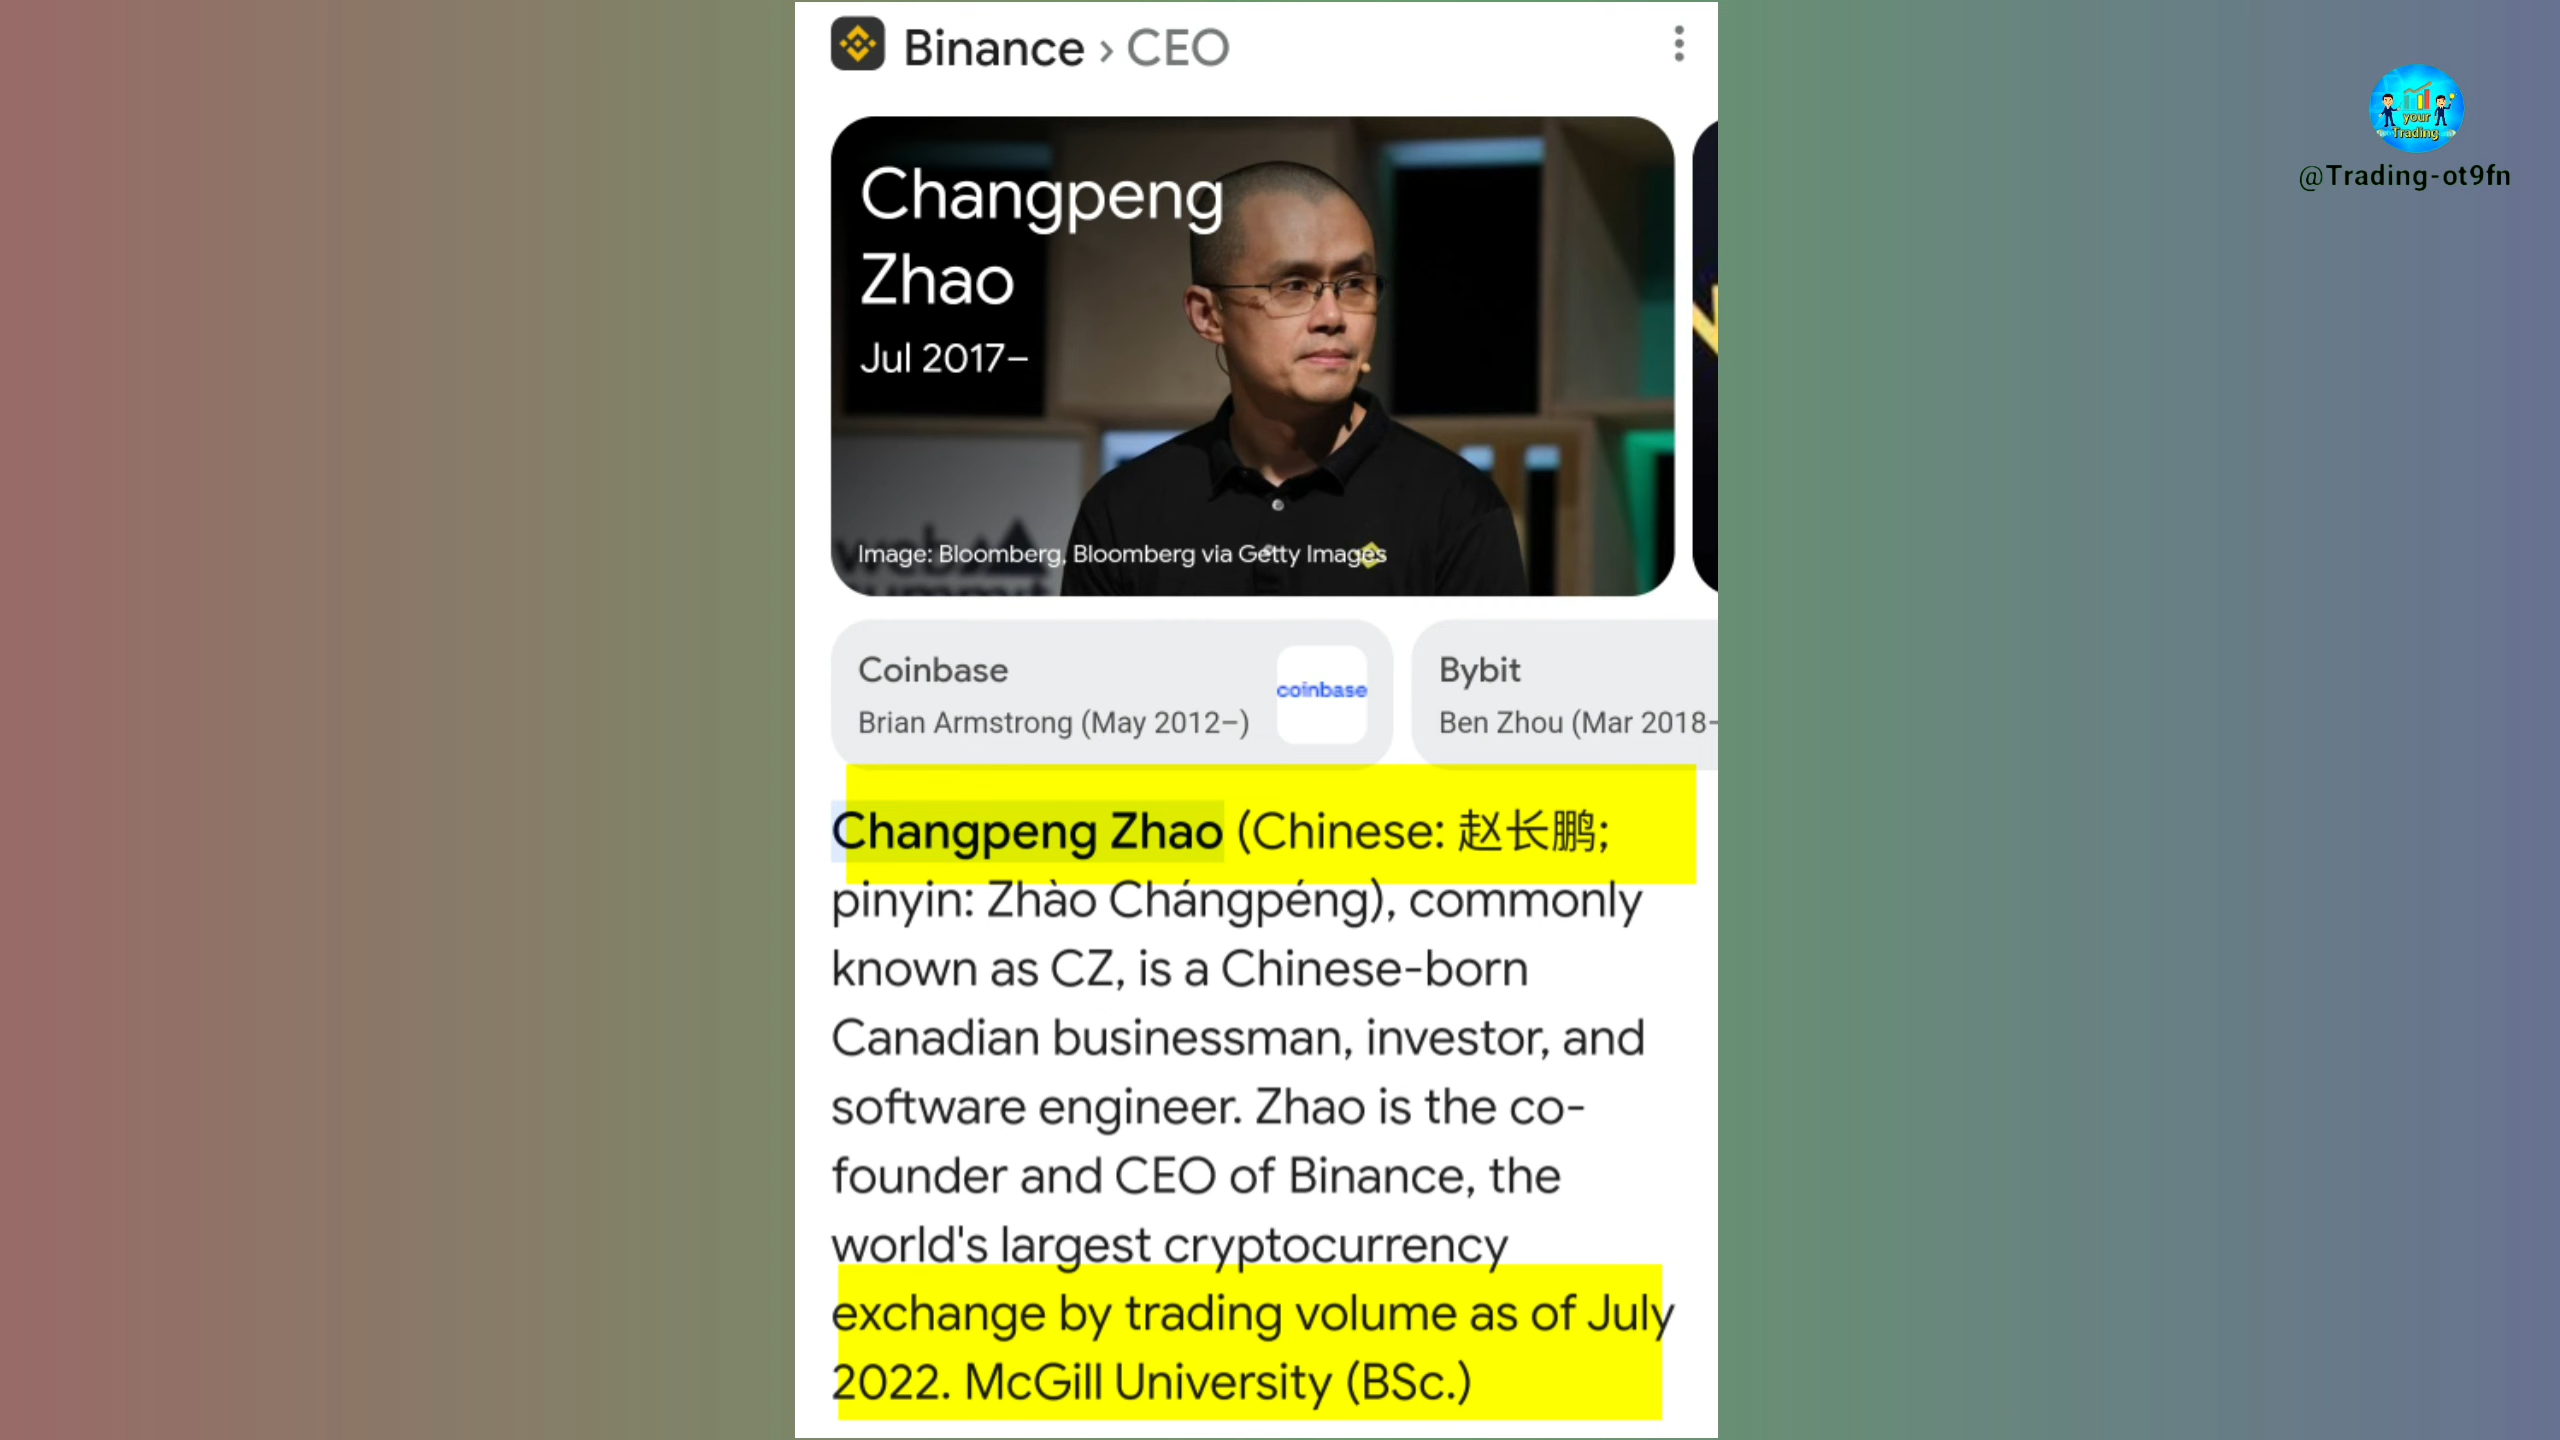 Binance › CEO
Changpeng
Zhao
Jul 2017–
Image: Bloomberg, Bloomberg via Getty Images
Coinbase
coinbase
Brian Armstrong (May 2012–)
Bybit
Ben Zhou (Mar 2018–
Changpeng Zhao (Chinese: 赵长鹏;
pinyin: Zhào Chángpéng), commonly
known as CZ, is a Chinese-born
Canadian businessman, investor, and
software engineer. Zhao is the co-
founder and CEO of Binance, the
world's largest cryptocurrency
exchange by trading volume as of July
2022. McGill University (BSc.)
your
Trading
@Trading-ot9fn